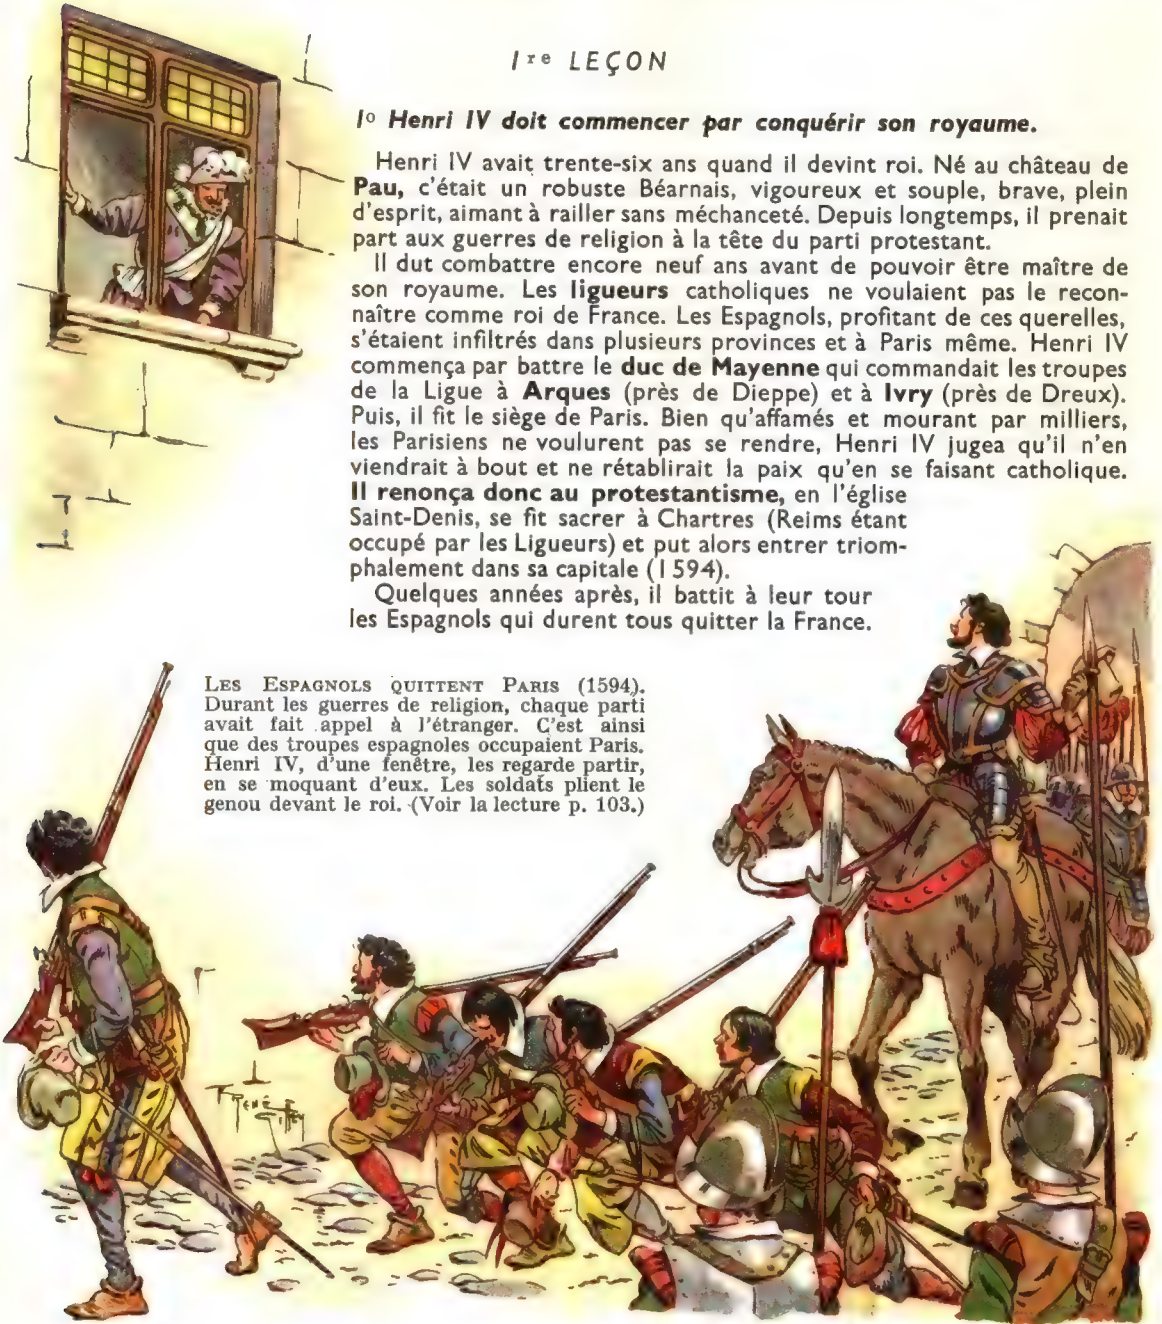 1re LEÇON
1o Henri IV doit commencer par conquérir son royaume.
Henri IV avait trente-six ans quand il devint roi. Né au château de
Pau, c'était un robuste Béarnais, vigoureux et souple, brave, plein
d'esprit, aimant à railler sans méchanceté. Depuis longtemps, il prenait
part aux guerres de religion à la tête du parti protestant.
Il dut combattre encore neuf ans avant de pouvoir être maître de
son royaume. Les ligueurs catholiques ne voulaient pas le recon-
naître comme roi de France. Les Espagnols, profitant de ces querelles,
s'étaient infiltrés dans plusieurs provinces et à Paris même. Henri IV
commença par battre le duc de Mayenne qui commandait les troupes
de la Ligue à Arques (près de Dieppe) et à Ivry (près de Dreux).
Puis, il fit le siège de Paris. Bien qu'affamés et mourant par milliers,
les Parisiens ne voulurent pas se rendre, Henri IV jugea qu'il n'en
viendrait à bout et ne rétablirait la paix qu'en se faisant catholique.
Il renonça donc au protestantisme, en l'église
Saint-Denis, se fit sacrer à Chartres (Reims étant
occupé par les Ligueurs) et put alors entrer triom-
phalement dans sa capitale (1594).
Quelques années après, il battit à leur tour
les Espagnols qui durent tous quitter la France.
LES ESPAGNOLS QUITTENT PARIS (1594).
Durant les guerres de religion, chaque parti
avait fait appel à l'étranger. C'est ainsi
que des troupes espagnoles occupaient Paris.
Henri IV, d'une fenêtre, les regarde partir,
en se moquant d'eux. Les soldats plient le
genou devant le roi. (Voir la lecture p. 103.)
RENÉ
GIFFEY